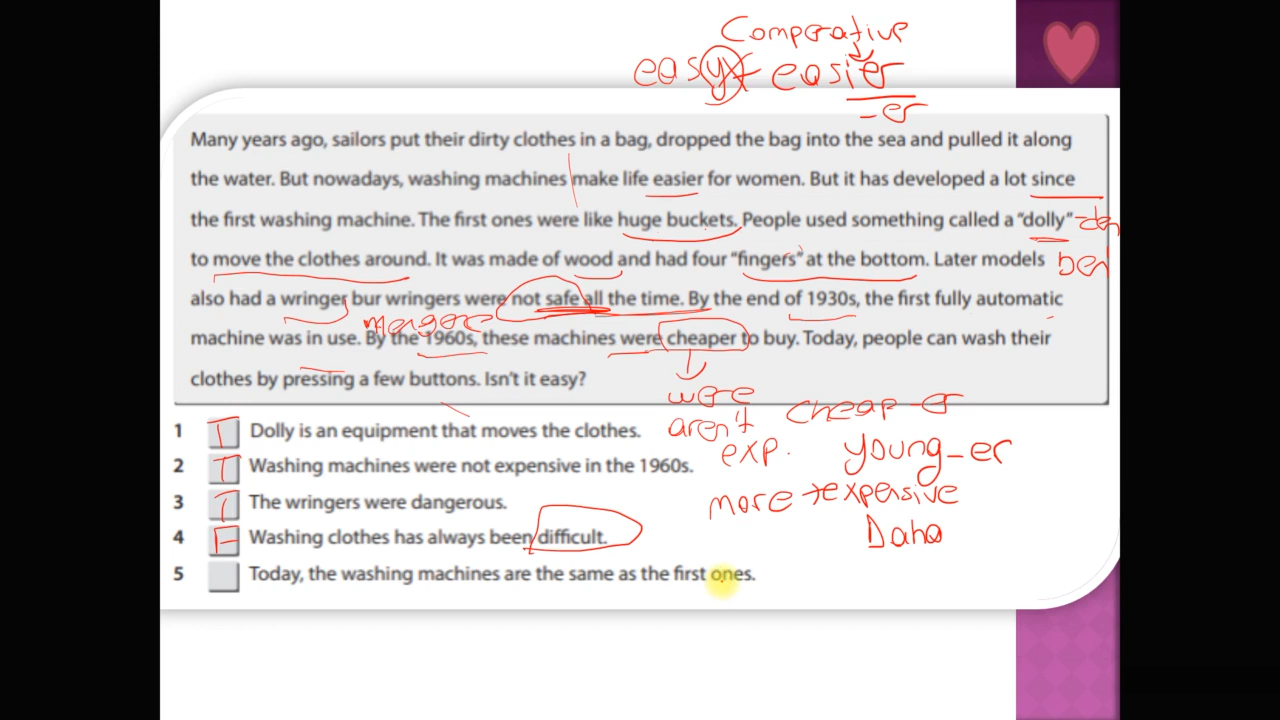 Comperative
easy easier
-er
Many years ago, sailors put their dirty clothes in a bag, dropped the bag into the sea and pulled it along
the water. But nowadays, washing machines make life easier for women. But it has developed a lot since
the first washing machine. The first ones were like huge buckets. People used something called a “dolly”
to move the clothes around. It was made of wood and had four “fingers” at the bottom. Later models
also had a wringer bur wringers were not safe all the time. By the end of 1930s, the first fully automatic
machine was in use. By the 1960s, these machines were cheaper to buy. Today, people can wash their
clothes by pressing a few buttons. Isn't it easy?
were
aren't
exp.
cheap-er
young-er
more expensive
Daha
1 T Dolly is an equipment that moves the clothes.
2 T Washing machines were not expensive in the 1960s.
3 T The wringers were dangerous.
4 F Washing clothes has always been difficult.
5 Today, the washing machines are the same as the first ones.